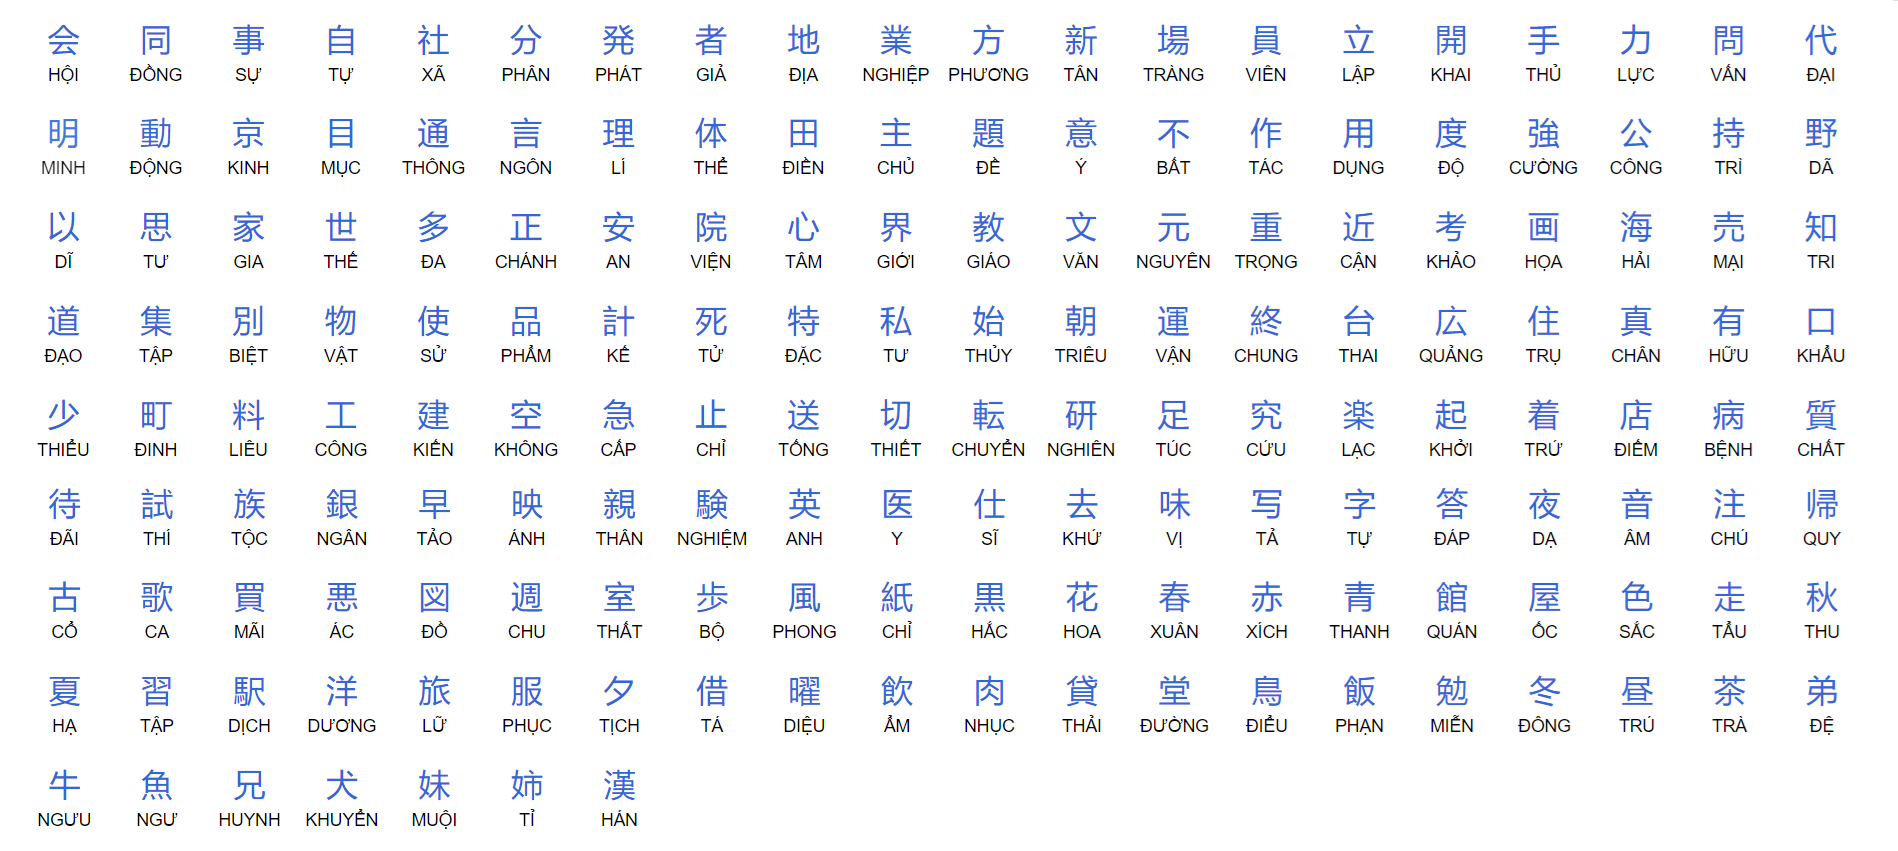 会 同 事 自 社 分 発 者 地 業 方 新 場 員 立 開 手 力 問 代
HỘI ĐỒNG SỰ TỰ XÃ PHÂN PHÁT GIẢ ĐỊA NGHIỆP PHƯƠNG TÂN TRÀNG VIÊN LẬP KHAI THỦ LỰC VẤN ĐẠI
明 動 京 目 通 言 理 体 田 主 題 意 不 作 用 度 強 公 持 野
MINH ĐỘNG KINH MỤC THÔNG NGÔN LÍ THỂ ĐIỀN CHỦ ĐỀ Ý BẤT TÁC DỤNG ĐỘ CƯỜNG CÔNG TRÌ DÃ
以 思 家 世 多 正 安 院 心 界 教 文 元 重 近 考 画 海 売 知
DĨ TƯ GIA THẾ ĐA CHÁNH AN VIỆN TÂM GIỚI GIÁO VĂN NGUYÊN TRỌNG CẬN KHẢO HỌA HẢI MẠI TRI
道 集 別 物 使 品 計 死 特 私 始 朝 運 終 台 広 住 真 有 口
ĐẠO TẬP BIỆT VẬT SỬ PHẨM KẾ TỬ ĐẶC TƯ THỦY TRIÊU VẬN CHUNG THAI QUẢNG TRỤ CHÂN HỮU KHẨU
少 町 料 工 建 空 急 止 送 切 転 研 足 究 楽 起 着 店 病 質
THIỂU ĐINH LIÊU CÔNG KIẾN KHÔNG CẤP CHỈ TỐNG THIẾT CHUYỂN NGHIÊN TÚC CỨU LẠC KHỞI TRỨ ĐIẾM BỆNH CHẤT
待 試 族 銀 早 映 親 験 英 医 仕 去 味 写 字 答 夜 音 注 帰
ĐÃI THÍ TỘC NGÂN TẢO ÁNH THÂN NGHIỆM ANH Y SĨ KHỨ VỊ TẢ TỰ ĐÁP DẠ ÂM CHÚ QUY
古 歌 買 悪 図 週 室 歩 風 紙 黒 花 春 赤 青 館 屋 色 走 秋
CỔ CA MÃI ÁC ĐỒ CHU THẤT BỘ PHONG CHỈ HẮC HOA XUÂN XÍCH THANH QUÁN ỐC SẮC TẨU THU
夏 習 駅 洋 旅 服 夕 借 曜 飲 肉 貸 堂 鳥 飯 勉 冬 昼 茶 弟
HẠ TẬP DỊCH DƯƠNG LỮ PHỤC TỊCH TÁ DIỆU ẨM NHỤC THẢI ĐƯỜNG ĐIỂU PHẠN MIỄN ĐÔNG TRÚ TRÀ ĐỆ
牛 魚 兄 犬 妹 姉 漢
NGƯU NGƯ HUYNH KHUYỂN MUỘI TỈ HÁN